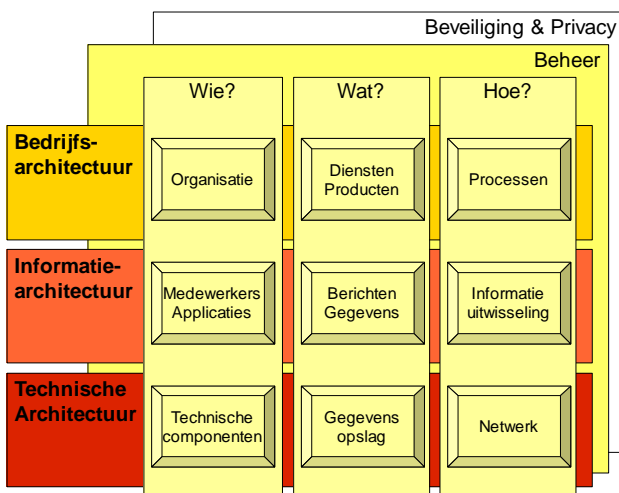 Beveiliging & Privacy
Beheer
Wie?
Wat?
Hoe?
Bedrijfs-
architectuur
Organisatie
Diensten
Producten
Processen
Informatie-
architectuur
Medewerkers
Applicaties
Berichten
Gegevens
Informatie
uitwisseling
Technische
Architectuur
Technische
componenten
Gegevens
opslag
Netwerk